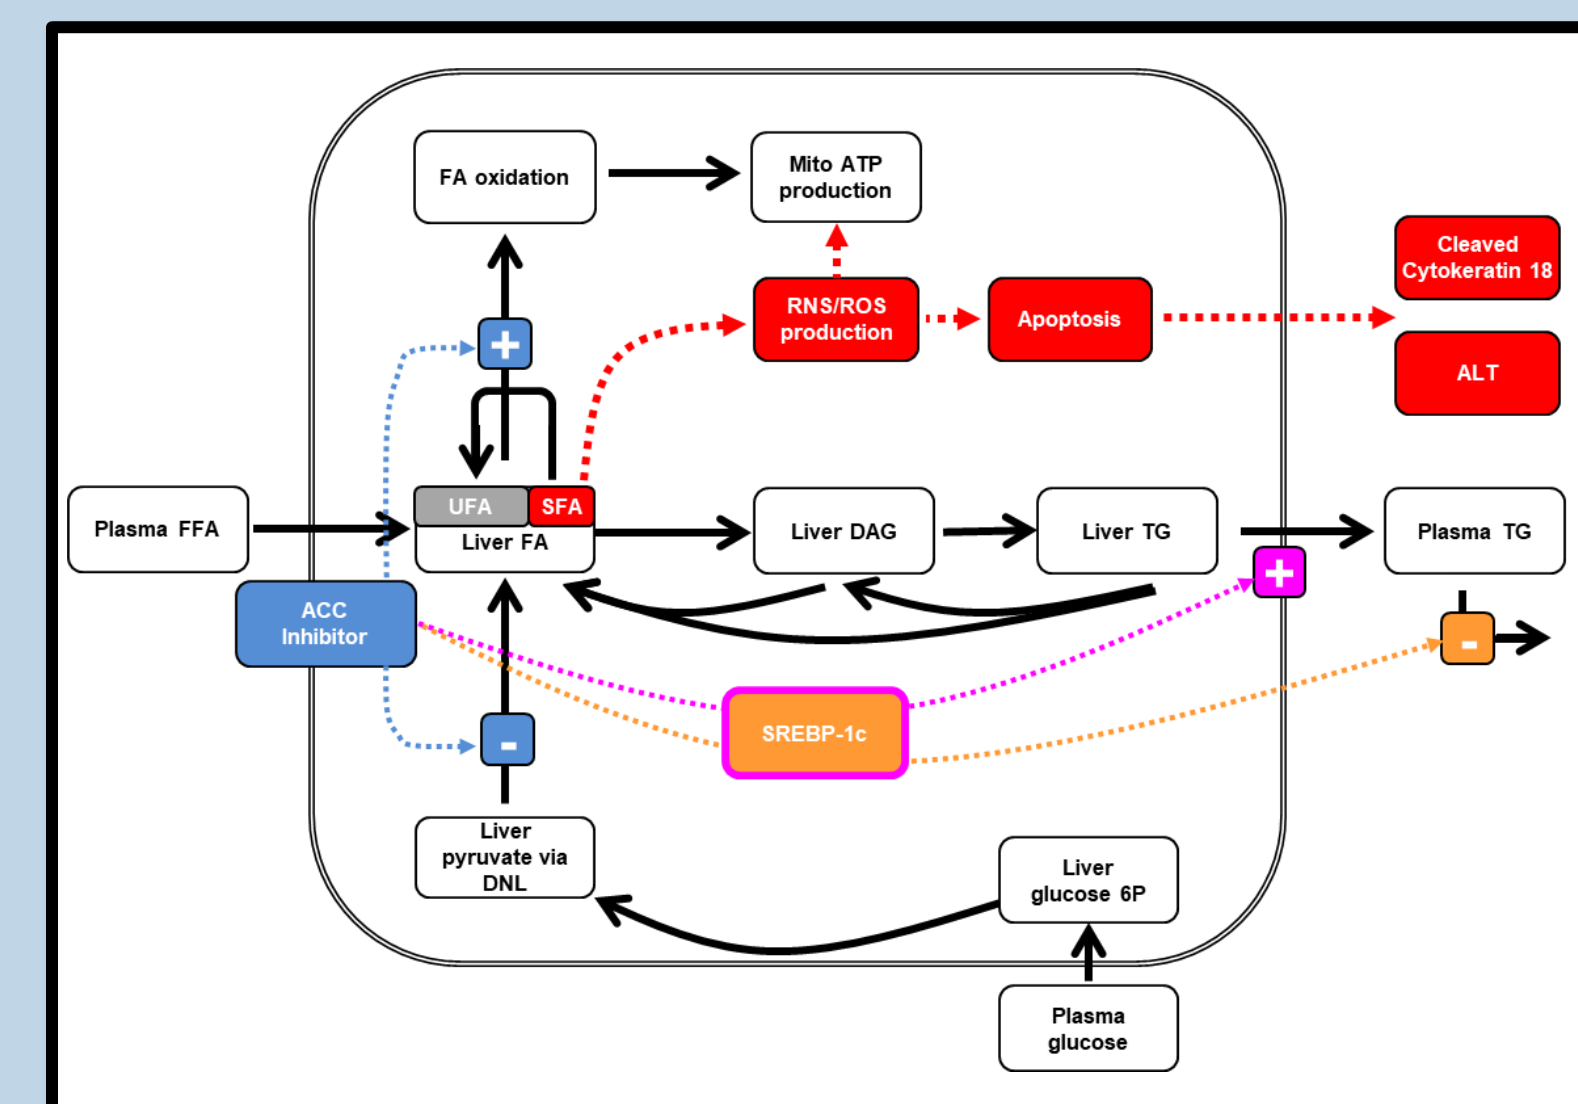 FA oxidation
Mito ATP
production
Cleaved
Cytokeratin 18
RNS/ROS
production
Apoptosis
ALT
+
Plasma FFA
UFA
SFA
Liver FA
Liver DAG
Liver TG
Plasma TG
+
ACC
Inhibitor
-
SREBP-1c
-
Liver
pyruvate via
DNL
Liver
glucose 6P
Plasma
glucose